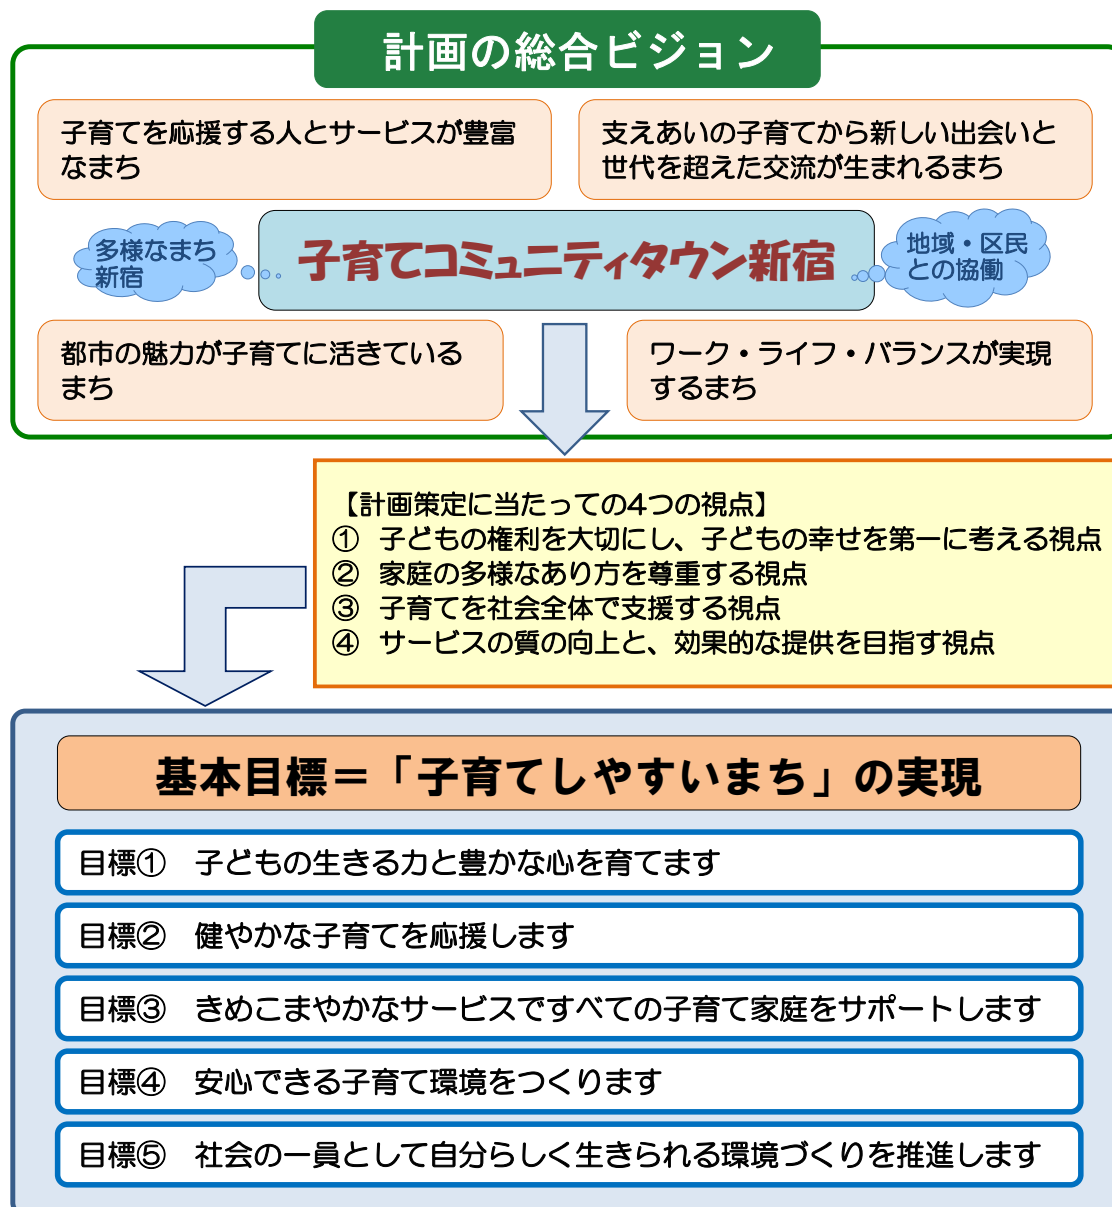 計画の総合ビジョン
子育てを応援する人とサービスが豊富
なまち
支えあいの子育てから新しい出会いと
世代を超えた交流が生まれるまち
多様なまち
新宿
子育てコミュニティタウン新宿
地域・区民
との協働
都市の魅力が子育てに活きている
まち
ワーク・ライフ・バランスが実現
するまち
【計画策定に当たっての4つの視点】
① 子どもの権利を大切にし、子どもの幸せを第一に考える視点
② 家庭の多様なあり方を尊重する視点
③ 子育てを社会全体で支援する視点
④ サービスの質の向上と、効果的な提供を目指す視点
基本目標＝「子育てしやすいまち」の実現
目標① 子どもの生きる力と豊かな心を育てます
目標② 健やかな子育てを応援します
目標③ きめこまやかなサービスですべての子育て家庭をサポートします
目標④ 安心できる子育て環境をつくります
目標⑤ 社会の一員として自分らしく生きられる環境づくりを推進します